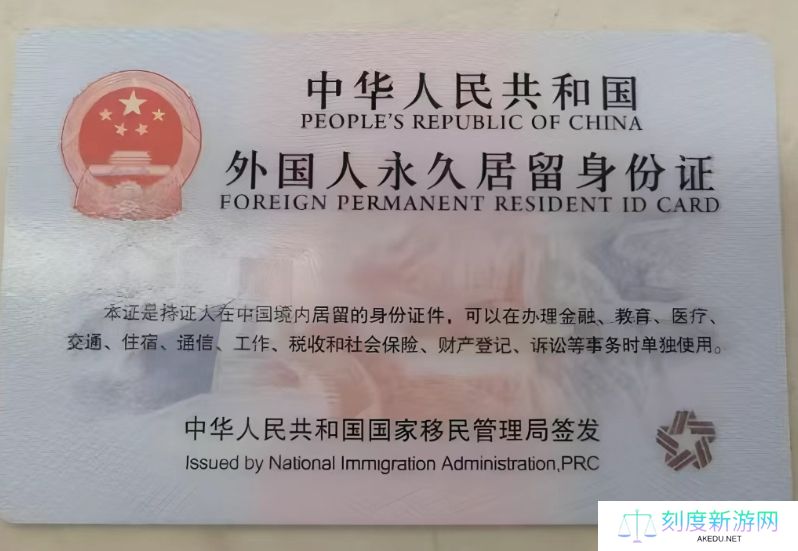 中华人民共和国
PEOPLE'S REPUBLIC OF CHINA
外国人永久居留身份证
FOREIGN PERMANENT RESIDENT ID CARD
本证是持证人在中国境内居留的身份证件，可以在办理金融、教育、医疗、
交通、住宿、通信、工作、税收和社会保险、财产登记、诉讼等事务时单独使用。
中华人民共和国国家移民管理局签发
Issued by National Immigration Administration,PRC
刻度新游网
AKEDU.NET